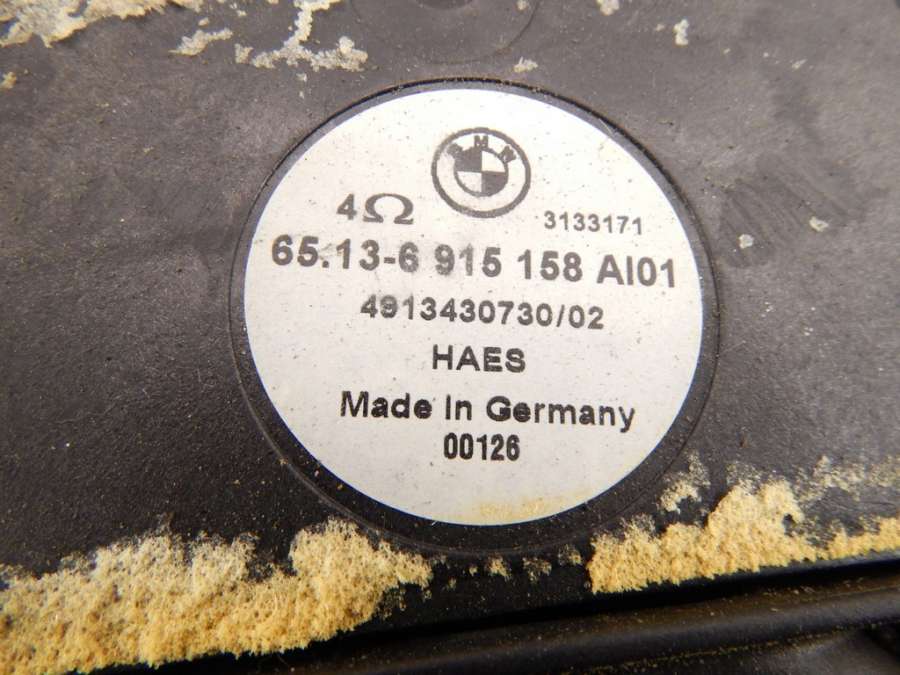 BMW
4Ω
3133171
65.13-6 915 158 AI01
4913430730/02
HAES
Made In Germany
00126